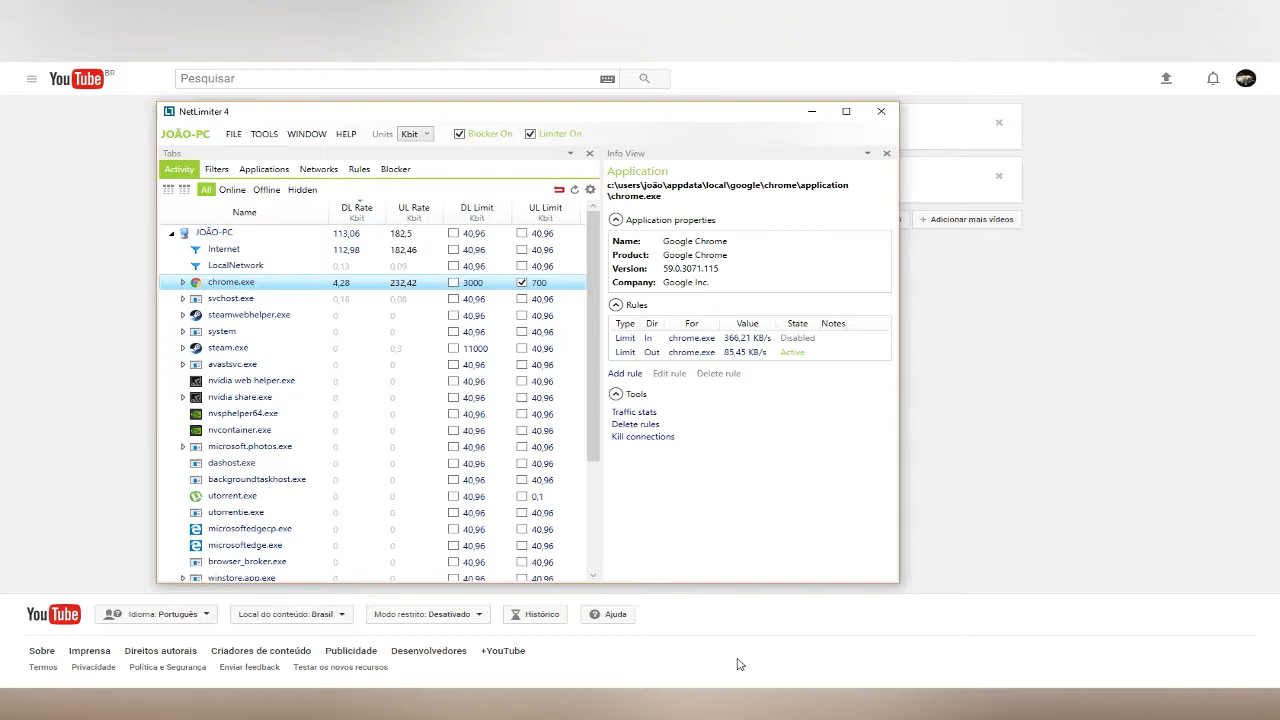 YouTube BR
Pesquisar
NetLimiter 4
JOÃO-PC FILE TOOLS WINDOW HELP Units Kbit Blocker On Limiter On
Tabs
Activity Filters Applications Networks Rules Blocker
All Online Offline Hidden
Name DL Rate UL Rate DL Limit UL Limit
Kbit Kbit Kbit Kbit
JOÃO-PC 113,06 182,5 40,96 40,96
Internet 112,98 182,46 40,96 40,96
LocalNetwork 0,13 0,09 40,96 40,96
chrome.exe 4,28 232,42 3000 700
svchost.exe 0,18 0,08 40,96 40,96
steamwebhelper.exe 0 0 40,96 40,96
system 0 0 40,96 40,96
steam.exe 0 0,3 11000 40,96
avastsvc.exe 0 0 40,96 40,96
nvidia web helper.exe 0 0 40,96 40,96
nvidia share.exe 0 0 40,96 40,96
nvsphelper64.exe 0 0 40,96 40,96
nvcontainer.exe 0 0 40,96 40,96
microsoft.photos.exe 0 0 40,96 40,96
dashost.exe 0 0 40,96 40,96
backgroundtaskhost.exe 0 0 40,96 40,96
utorrent.exe 0 0 40,96 0,1
utorrentie.exe 0 0 40,96 40,96
microsoftedgecp.exe 0 0 40,96 40,96
microsoftedge.exe 0 0 40,96 40,96
browser_broker.exe 0 0 40,96 40,96
winstore.app.exe 0 0 40,96 40,96
Info View
Application
c:\users\joão\appdata\local\google\chrome\application
\chrome.exe
Application properties
Name: Google Chrome
Product: Google Chrome
Version: 59.0.3071.115
Company: Google Inc.
Rules
Type Dir For Value State Notes
Limit In chrome.exe 366,21 KB/s Disabled
Limit Out chrome.exe 85,45 KB/s Active
Add rule Edit rule Delete rule
Tools
Traffic stats
Delete rules
Kill connections
+ Adicionar mais vídeos
YouTube Idioma: Português Local do conteúdo: Brasil Modo restrito: Desativado Histórico Ajuda
Sobre Imprensa Direitos autorais Criadores de conteúdo Publicidade Desenvolvedores +YouTube
Termos Privacidade Política e Segurança Enviar feedback Testar os novos recursos